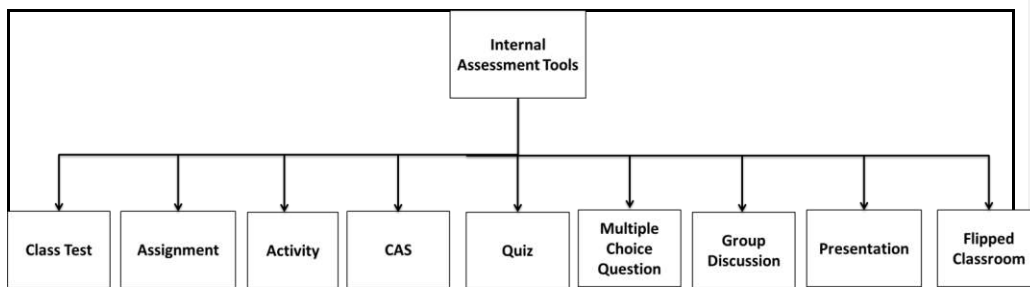 Internal
Assessment Tools
Class Test
Assignment
Activity
CAS
Quiz
Multiple
Choice
Question
Group
Discussion
Presentation
Flipped
Classroom